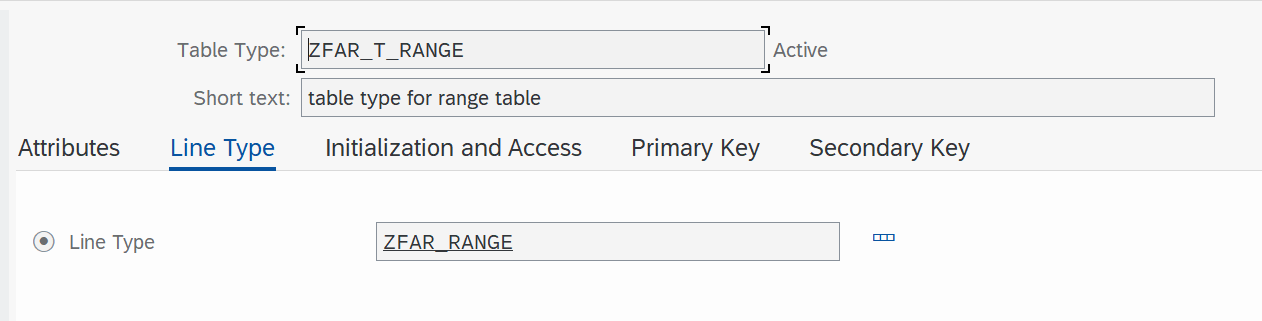 Table Type: ZFAR_T_RANGE Active
Short text: table type for range table
Attributes Line Type Initialization and Access Primary Key Secondary Key
Line Type ZFAR_RANGE